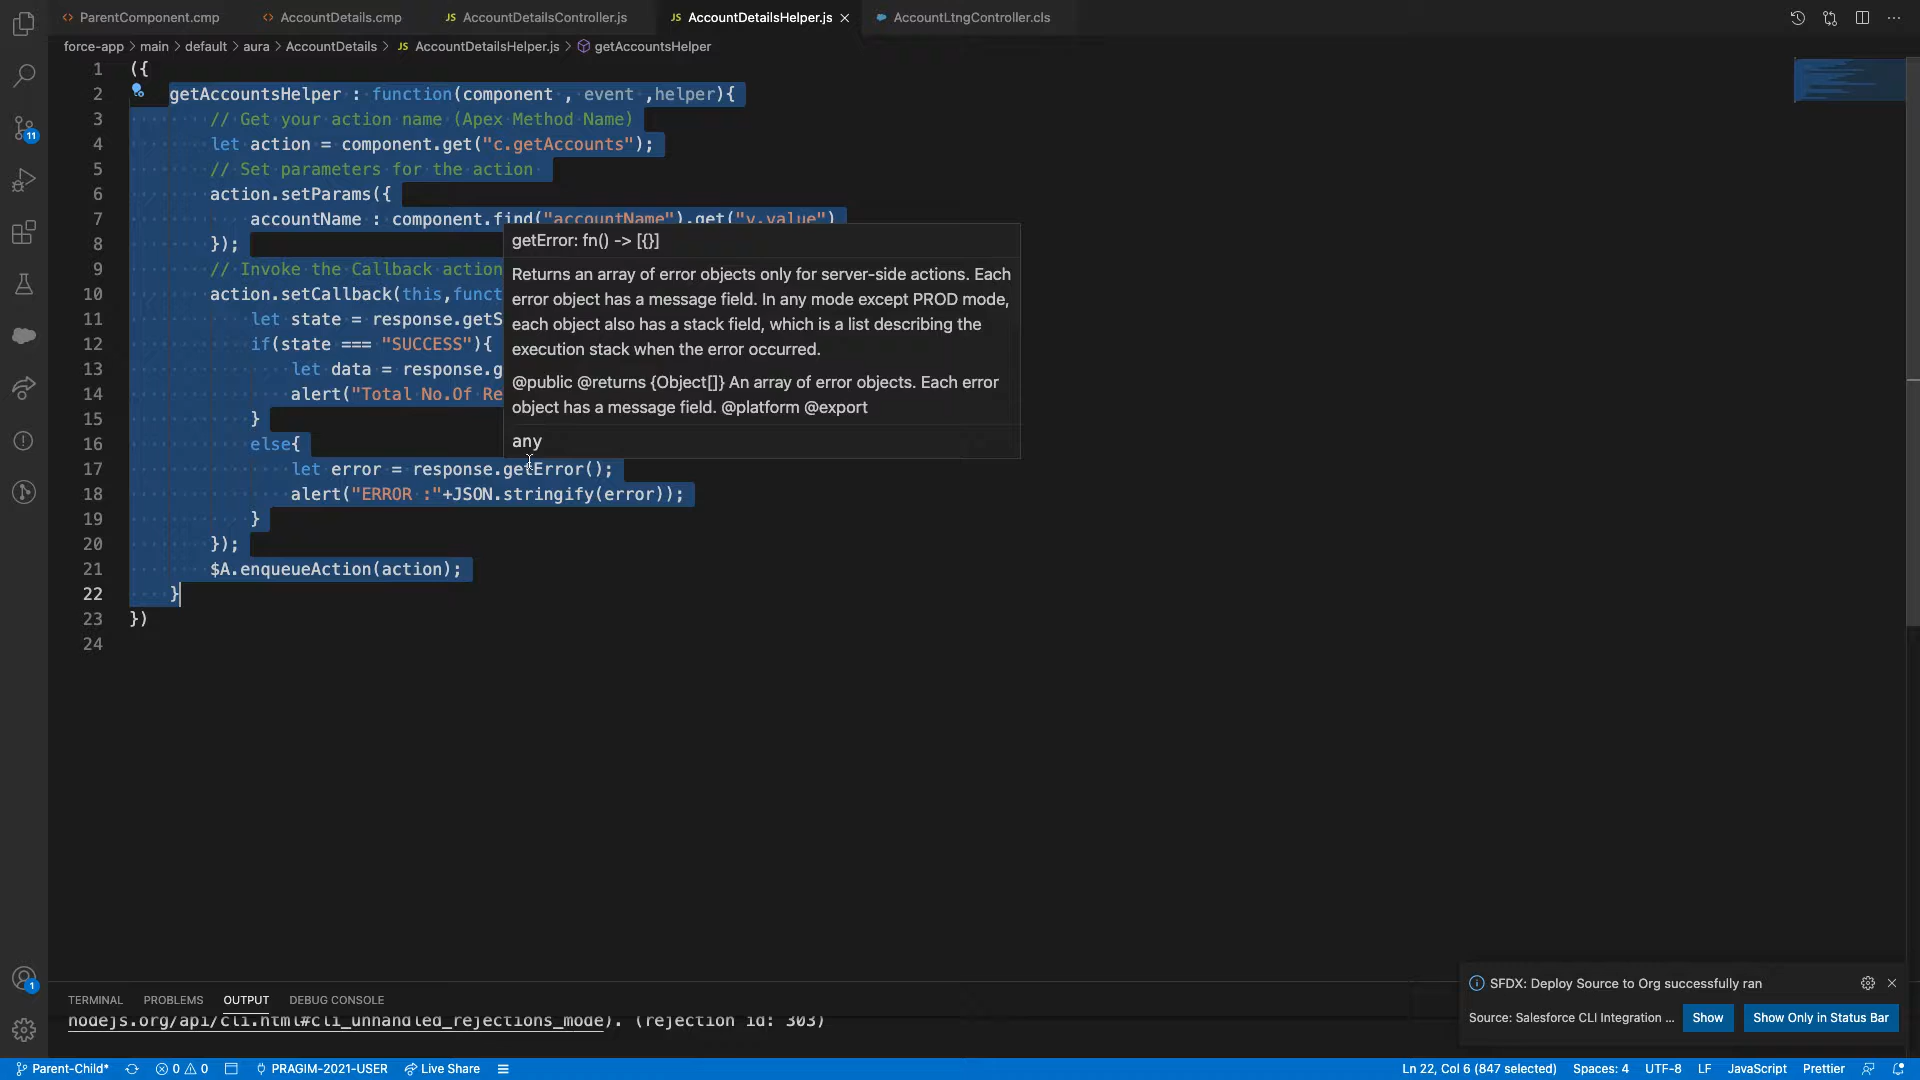 ParentComponent.cmp AccountDetails.cmp JS AccountDetailsController.js JS AccountDetailsHelper.js AccountLtngController.cls
force-app > main > default > aura > AccountDetails > JS AccountDetailsHelper.js > getAccountsHelper
1 ({
2 getAccountsHelper : function(component , event ,helper){
3 // Get your action name (Apex Method Name)
4 let action = component.get("c.getAccounts");
5 // Set parameters for the action
6 action.setParams({
7 accountName : component.find("accountName").get("v.value")
8 });
9 // Invoke the Callback action
10 action.setCallback(this,funct
11 let state = response.getS
12 if(state === "SUCCESS"){
13 let data = response.g
14 alert("Total No.Of Re
15 }
16 else{
17 let error = response.getError();
18 alert("ERROR :"+JSON.stringify(error));
19 }
20 });
21 $A.enqueueAction(action);
22 }
23 })
24
getError: fn() -> [{}]
Returns an array of error objects only for server-side actions. Each
error object has a message field. In any mode except PROD mode,
each object also has a stack field, which is a list describing the
execution stack when the error occurred.
@public @returns {Object[]} An array of error objects. Each error
object has a message field. @platform @export
any
11
1
TERMINAL PROBLEMS OUTPUT DEBUG CONSOLE
nodejs.org/api/cli.html#cli_unhandled_rejections_mode). (rejection id: 303)
SFDX: Deploy Source to Org successfully ran
Source: Salesforce CLI Integration ... Show Show Only in Status Bar
Parent-Child* 0 0 PRAGIM-2021-USER Live Share Ln 22, Col 6 (847 selected) Spaces: 4 UTF-8 LF JavaScript Prettier